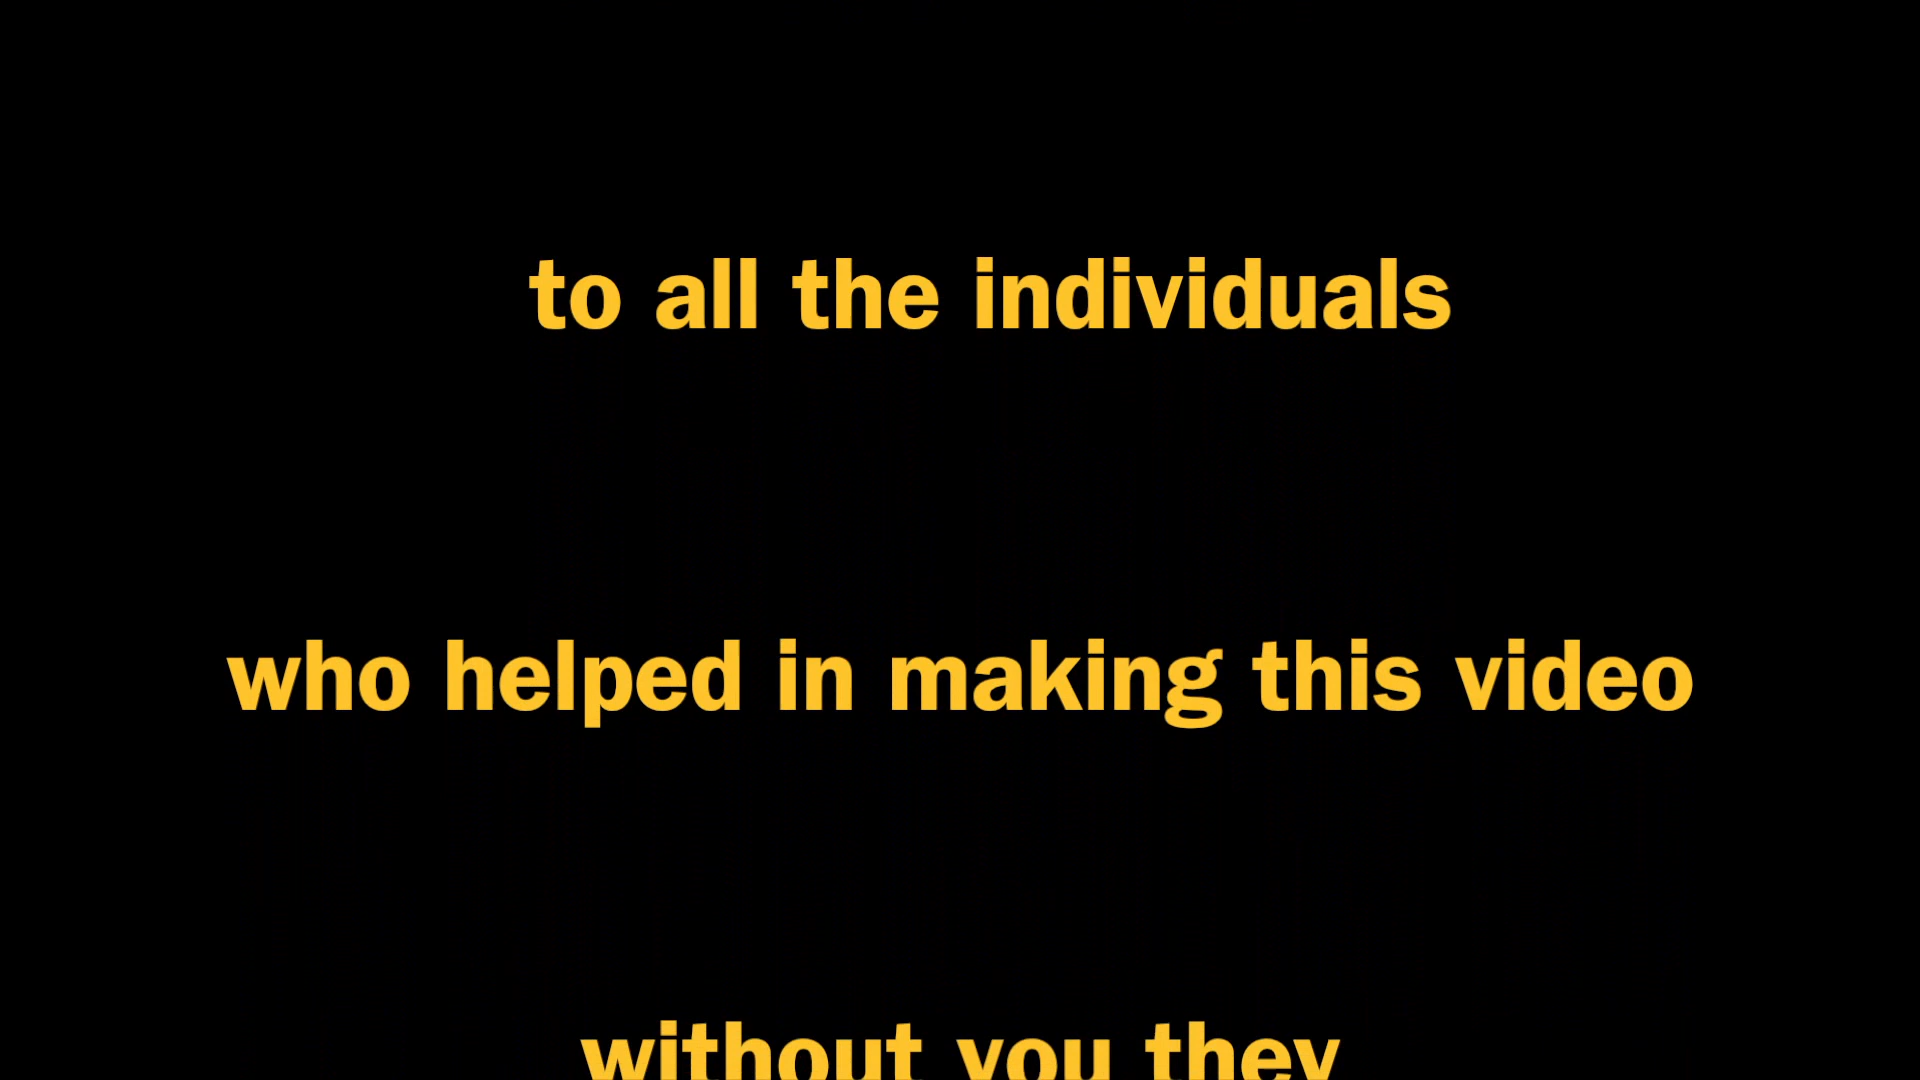 to all the individuals
who helped in making this video
without you they